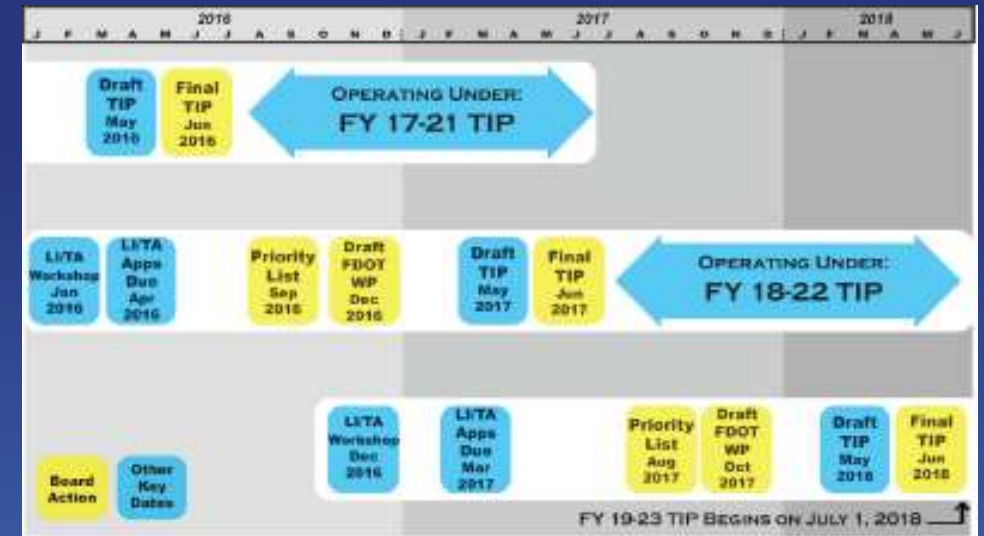 2016 2017 2018
J F M A M J J A S O N D J F M A M J J A S O N D J F M A M J
Draft
TIP
May
2016
Final
TIP
Jun
2016
OPERATING UNDER:
FY 17-21 TIP
LI/TA
Workshop
Jan
2016
LI/TA
Apps
Due
Apr
2016
Priority
List
Sep
2016
Draft
FDOT
WP
Dec
2016
Draft
TIP
May
2017
Final
TIP
Jun
2017
OPERATING UNDER:
FY 18-22 TIP
LI/TA
Workshop
Dec
2016
LI/TA
Apps
Due
Mar
2017
Priority
List
Aug
2017
Draft
FDOT
WP
Oct
2017
Draft
TIP
May
2018
Final
TIP
Jun
2018
Board
Action
Other
Key
Dates
FY 19-23 TIP BEGINS ON JULY 1, 2018